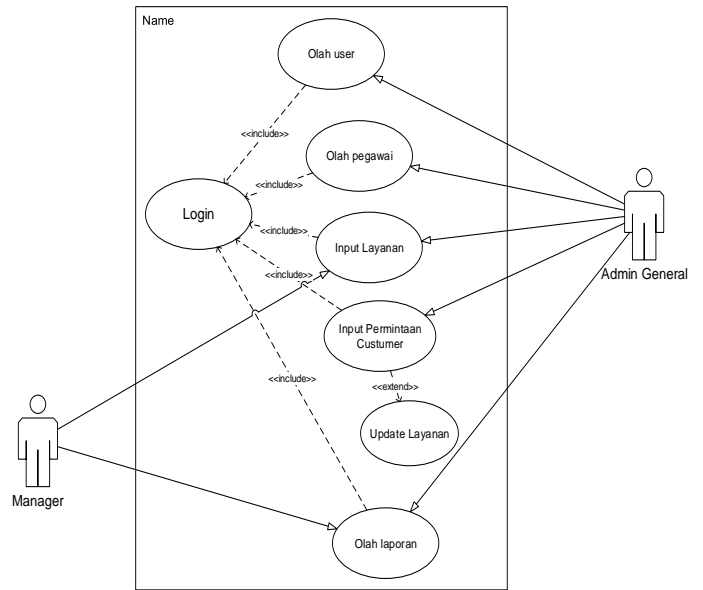 Name
Olah user
<<include>>
Olah pegawai
<<include>>
Login
<<include>>
Input Layanan
Admin General
<<include>>
Input Permintaan
Custumer
<<include>>
<<extend>>
Update Layanan
Manager
Olah laporan